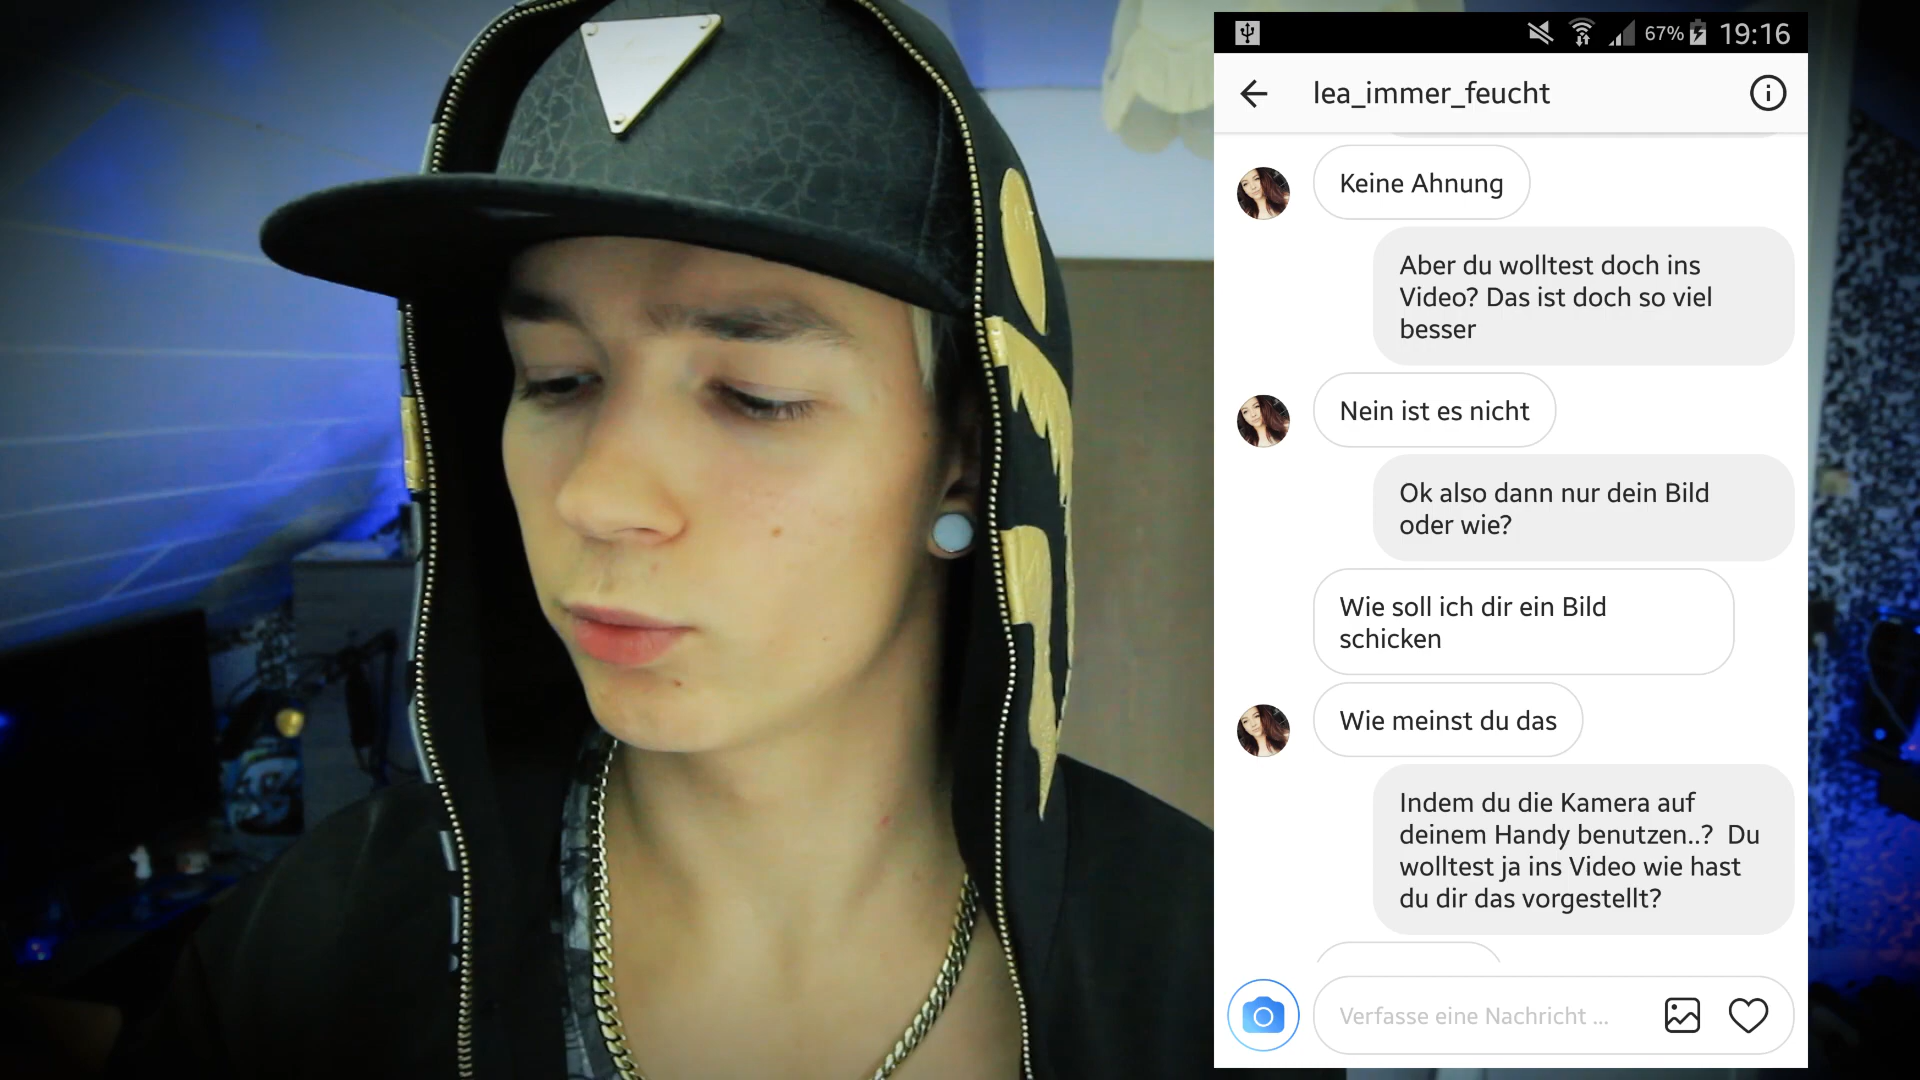 67% 19:16
lea_immer_feucht
Keine Ahnung
Aber du wolltest doch ins
Video? Das ist doch so viel
besser
Nein ist es nicht
Ok also dann nur dein Bild
oder wie?
Wie soll ich dir ein Bild
schicken
Wie meinst du das
Indem du die Kamera auf
deinem Handy benutzen..?  Du
wolltest ja ins Video wie hast
du dir das vorgestellt?
Verfasse eine Nachricht ...